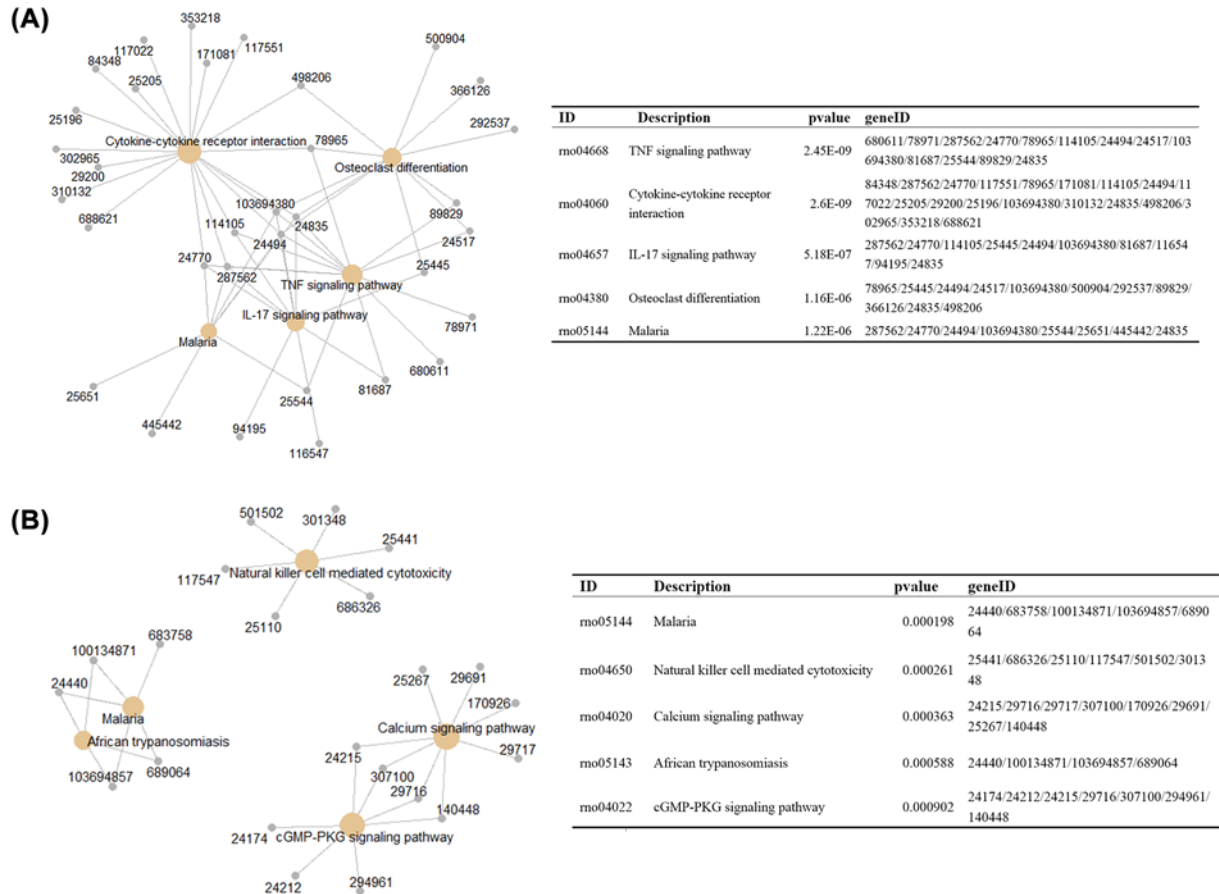 (A)
353218
117022
117551
84348
171081
500904
25205
498206
366126
25196
292537
Cytokine-cytokine receptor interaction
78965
302965
Osteoclast differentiation
29200
310132
103694380
89829
688621
114105
24835
24494
24517
24770
25445
287562
TNF signaling pathway
IL-17 signaling pathway
78971
Malaria
680611
25651
81687
25544
445442
94195
116547
ID Description pvalue geneID
rno04668 TNF signaling pathway 2.45E-09 680611/78971/287562/24770/78965/114105/24494/24517/103
694380/81687/25544/89829/24835
rno04060 Cytokine-cytokine receptor
interaction 2.6E-09 84348/287562/24770/117551/78965/171081/114105/24494/11
7022/25205/29200/25196/103694380/310132/24835/498206/3
02965/353218/688621
rno04657 IL-17 signaling pathway 5.18E-07 287562/24770/114105/25445/24494/103694380/81687/11654
7/94195/24835
rno04380 Osteoclast differentiation 1.16E-06 78965/25445/24494/24517/103694380/500904/292537/89829/
366126/24835/498206
rno05144 Malaria 1.22E-06 287562/24770/24494/103694380/25544/25651/445442/24835
(B)
501502
301348
25441
117547
Natural killer cell mediated cytotoxicity
686326
25110
683758
100134871
24440
Malaria
African trypanosomiasis
103694857
689064
25267
29691
170926
Calcium signaling pathway
24215
29717
307100
29716
140448
24174
cGMP-PKG signaling pathway
24212
294961
ID Description pvalue geneID
rno05144 Malaria 0.000198 24440/683758/100134871/103694857/6890
64
rno04650 Natural killer cell mediated cytotoxicity 0.000261 25441/686326/25110/117547/501502/3013
48
rno04020 Calcium signaling pathway 0.000363 24215/29716/29717/307100/170926/29691/
25267/140448
rno05143 African trypanosomiasis 0.000588 24440/100134871/103694857/689064
rno04022 cGMP-PKG signaling pathway 0.000902 24174/24212/24215/29716/307100/294961/
140448